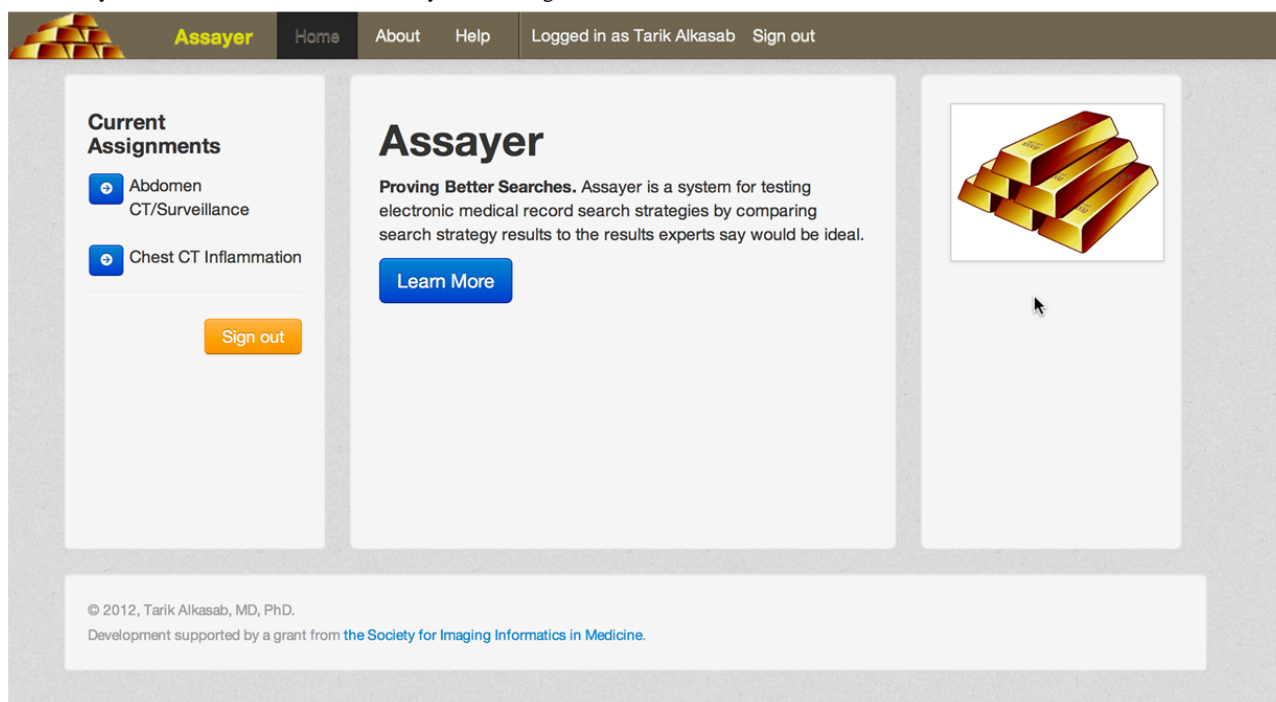 Assayer Home About Help Logged in as Tarik Alkasab Sign out
Current
Assignments
Abdomen
CT/Surveillance
Chest CT Inflammation
Sign out
Assayer
Proving Better Searches. Assayer is a system for testing
electronic medical record search strategies by comparing
search strategy results to the results experts say would be ideal.
Learn More
© 2012, Tarik Alkasab, MD, PhD.
Development supported by a grant from the Society for Imaging Informatics in Medicine.